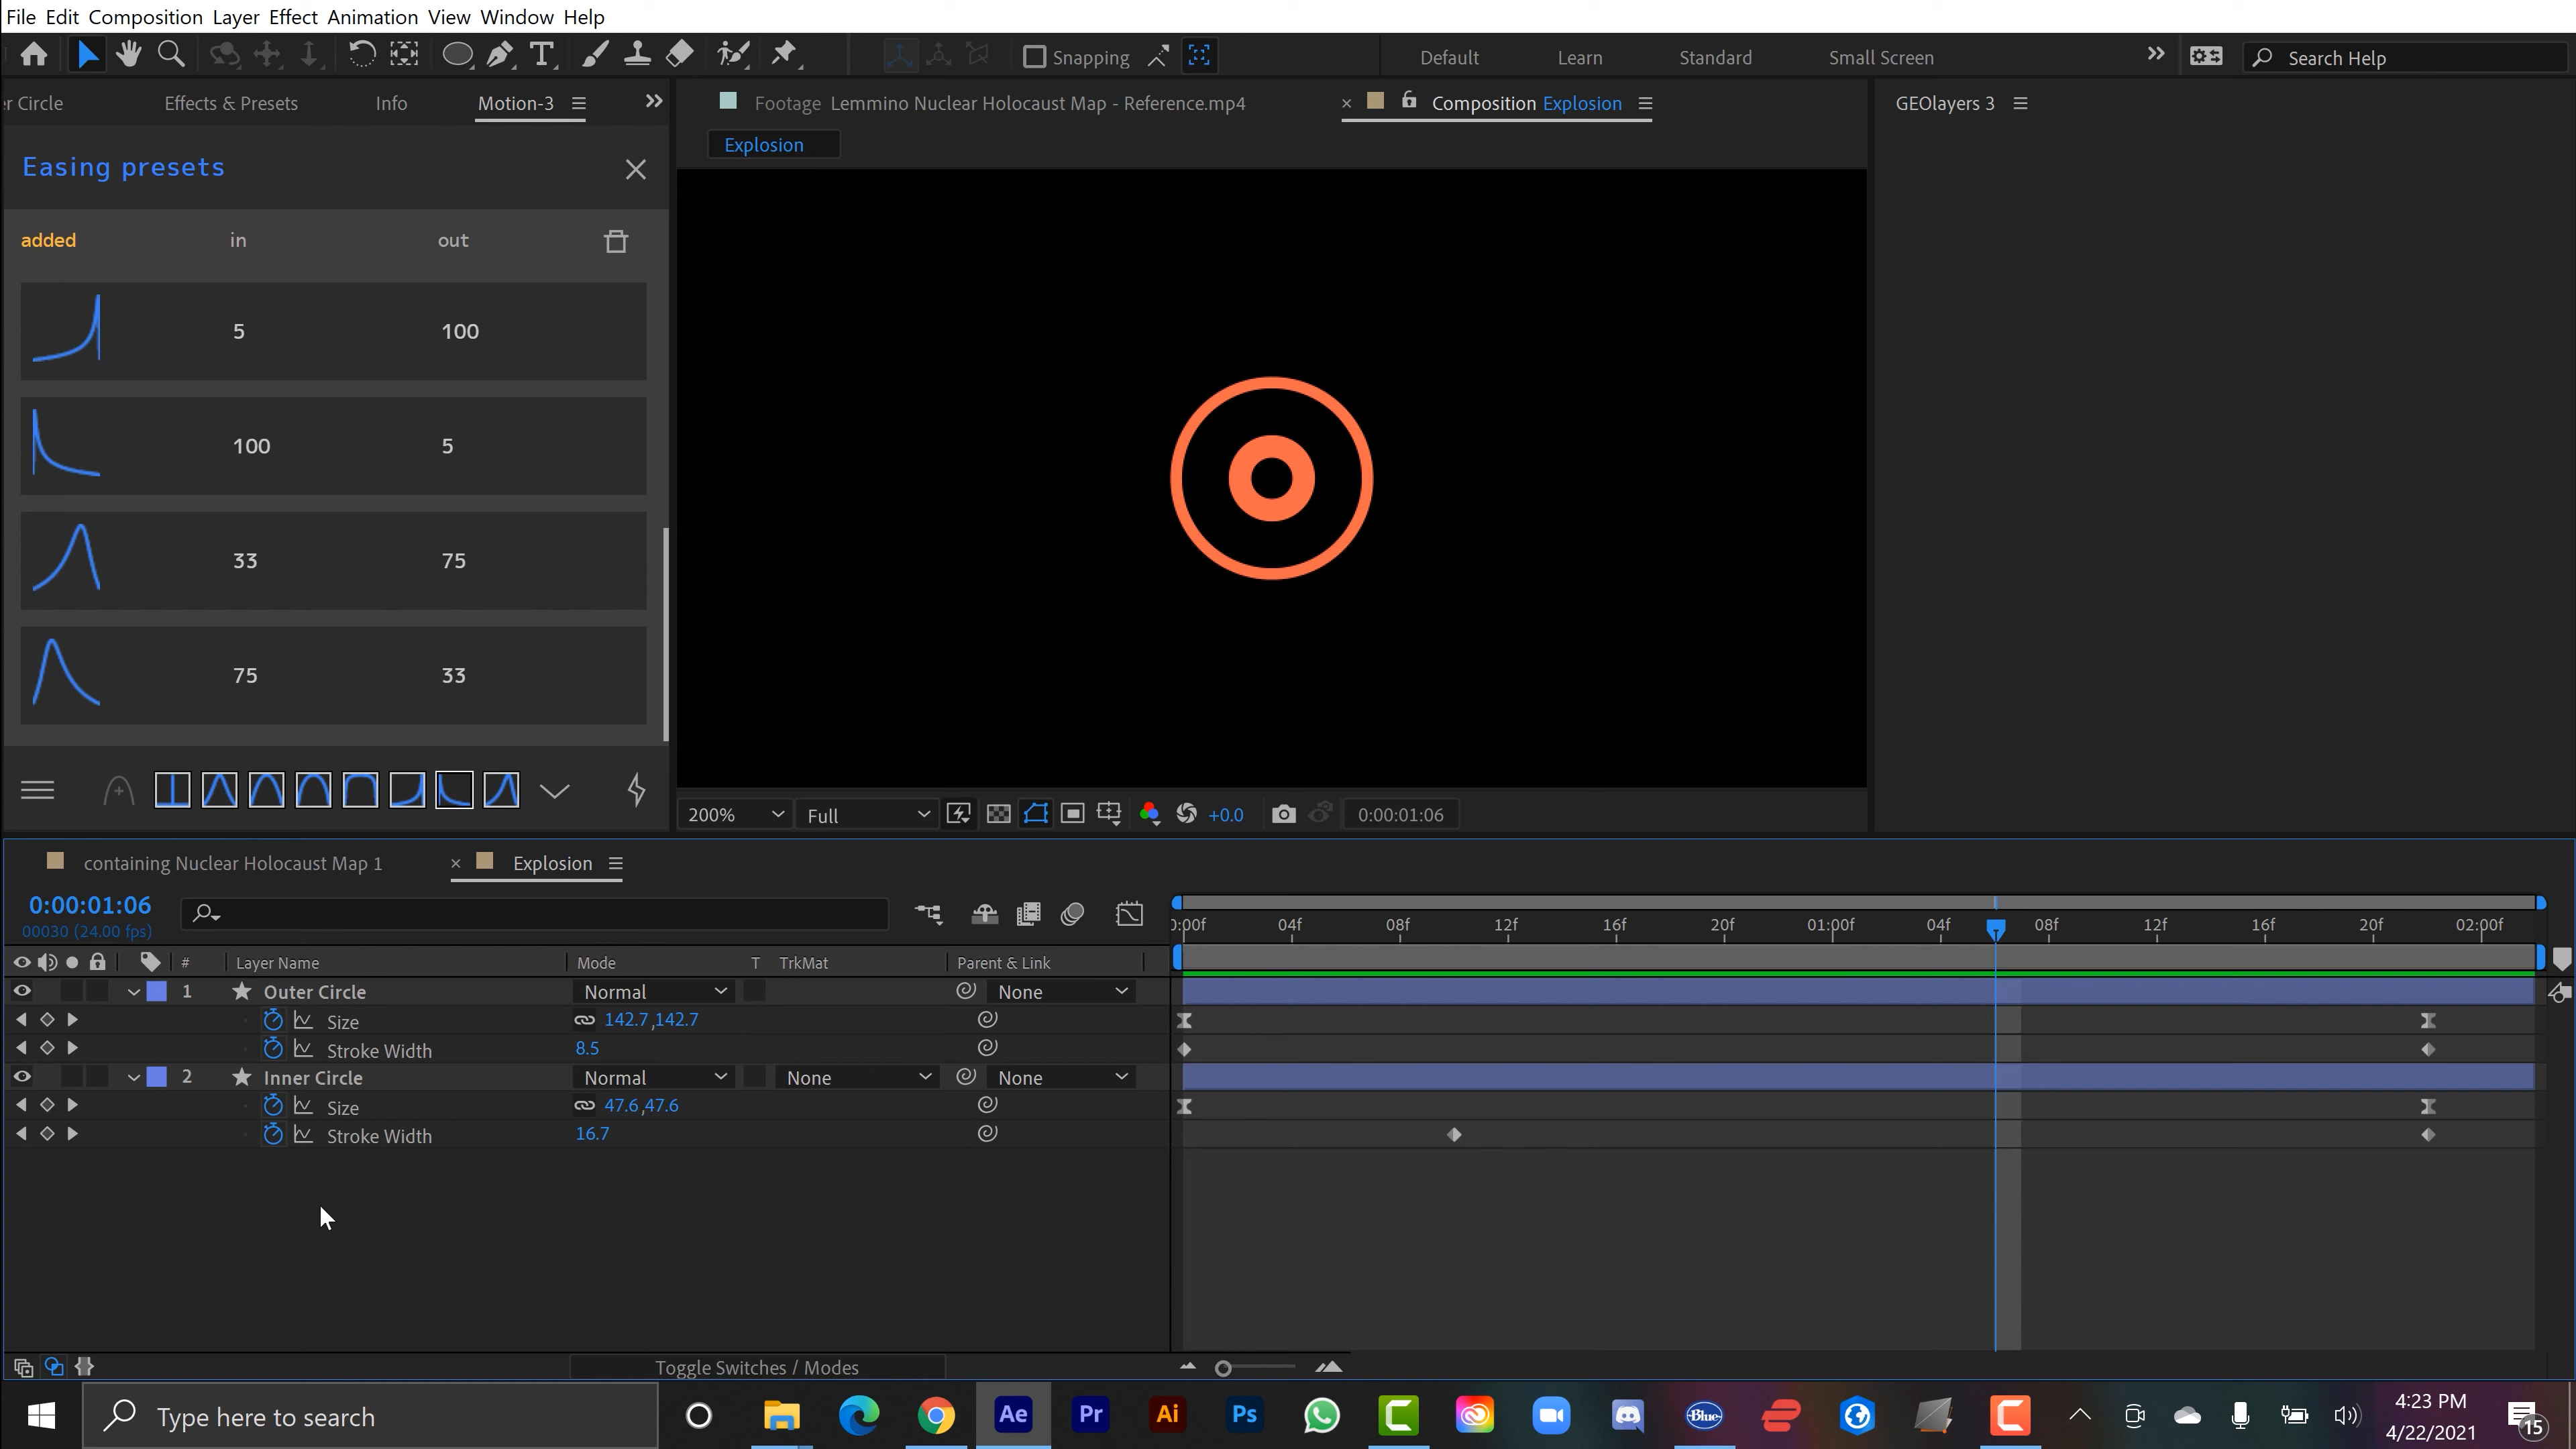 File Edit Composition Layer Effect Animation View Window Help
Snapping Default Learn Standard Small Screen Search Help
er Circle Effects & Presets Info Motion-3
Footage Lemmino Nuclear Holocaust Map - Reference.mp4 × Composition Explosion GEOlayers 3
Explosion
Easing presets
added in out
5 100
100 5
33 75
75 33
200% Full +0.0 0:00:01:06
containing Nuclear Holocaust Map 1 × Explosion
0:00:01:06
00030 (24.00 fps)
0:00f 04f 08f 12f 16f 20f 01:00f 04f 08f 12f 16f 20f 02:00f
# Layer Name Mode T TrkMat Parent & Link
1 Outer Circle Normal None
Size 142.7,142.7
Stroke Width 8.5
2 Inner Circle Normal None None
Size 47.6,47.6
Stroke Width 16.7
Toggle Switches / Modes
Type here to search Ae Pr Ai Ps Blue 4:23 PM
4/22/2021
15